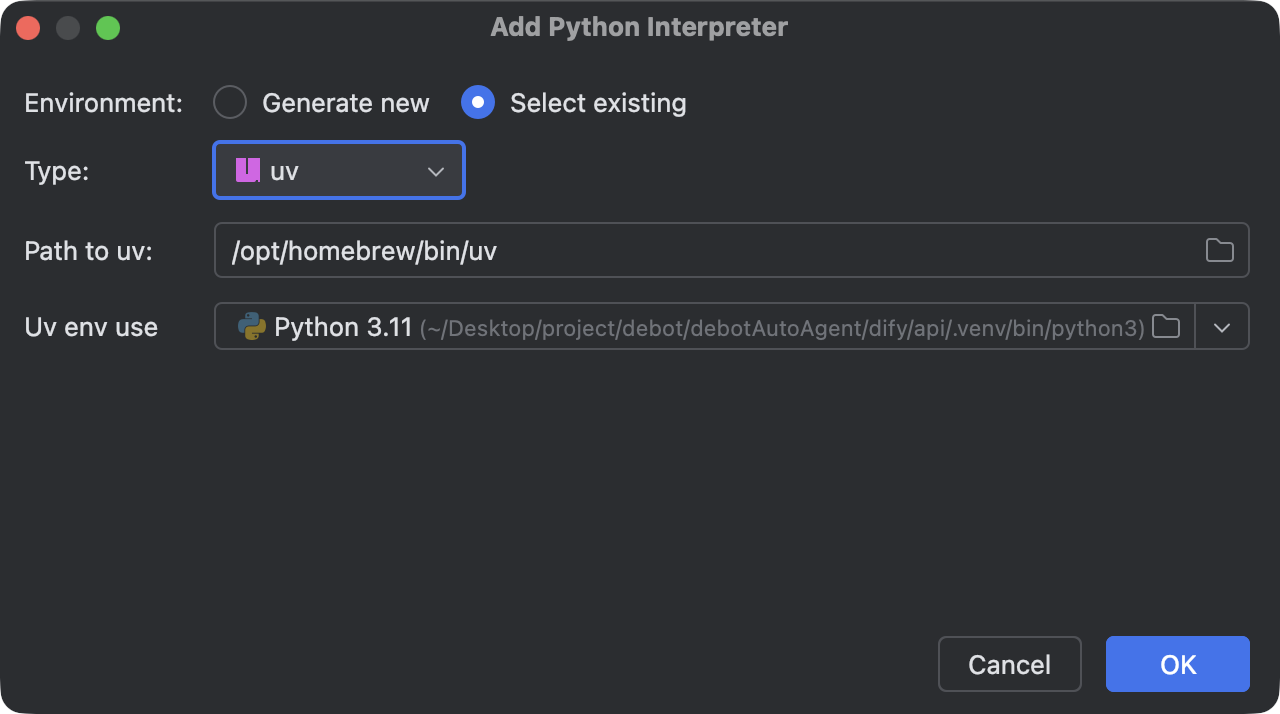 Add Python Interpreter
Environment: Generate new Select existing
Type: uv
Path to uv: /opt/homebrew/bin/uv
Uv env use Python 3.11 (~/Desktop/project/debot/debotAutoAgent/dify/api/.venv/bin/python3)
Cancel OK